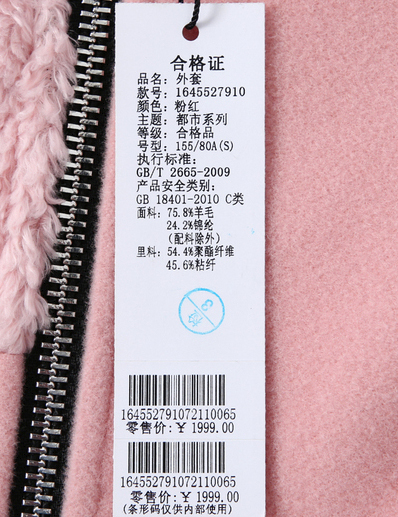 合格证
品名: 外套
款号: 1645527910
颜色: 粉红
主题: 都市系列
等级: 合格品
号型: 155/80A(S)
执行标准:
GB/T 2665-2009
产品安全类别:
GB 18401-2010 C类
面料: 75.8%羊毛
24.2%锦纶
(配料除外)
里料: 54.4%聚酯纤维
45.6%粘纤
检 3
164552791072110065
零售价:¥ 1999.00
164552791072110065
零售价:¥ 1999.00
(条形码仅供内部使用)